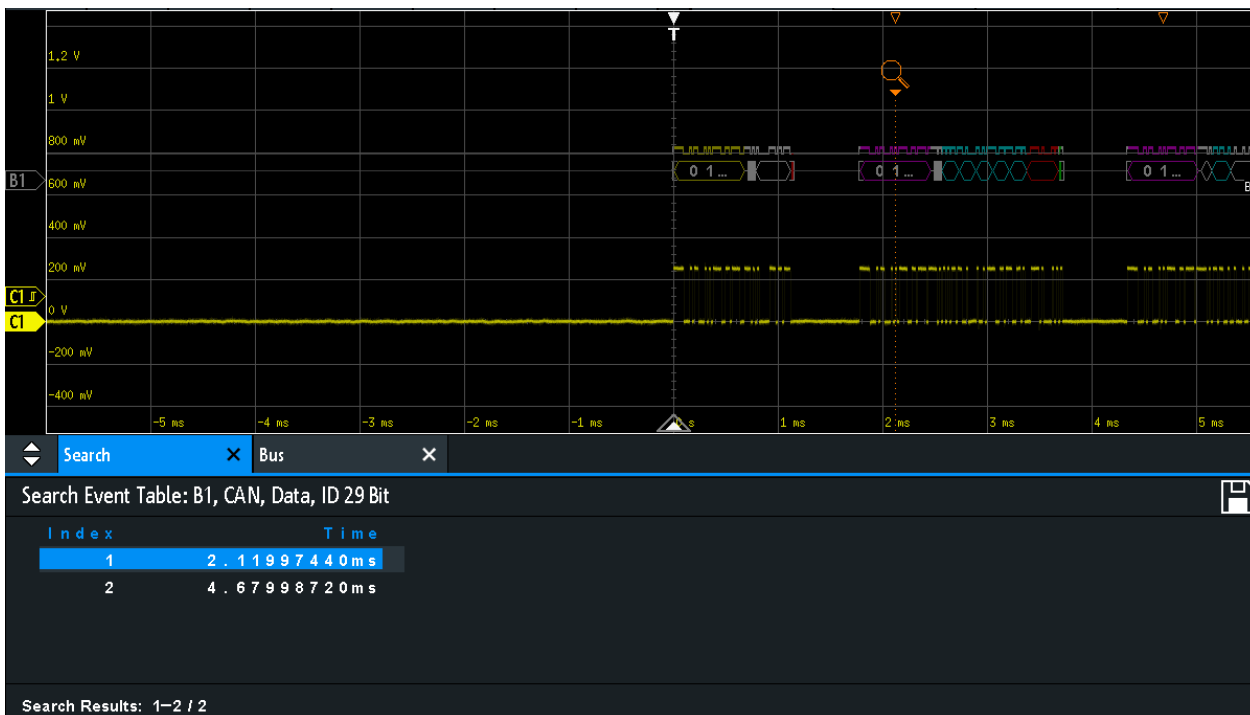 T
1.2 V
1 V
800 mV
B1
0 1...
0 1...
0 1...
600 mV
B
400 mV
200 mV
C1
0 V
C1
-200 mV
-400 mV
-5 ms -4 ms -3 ms -2 ms -1 ms 0 s 1 ms 2 ms 3 ms 4 ms 5 ms
Search Bus
Search Event Table: B1, CAN, Data, ID 29 Bit
Index Time
1 2.11997440ms
2 4.67998720ms
Search Results: 1-2 / 2